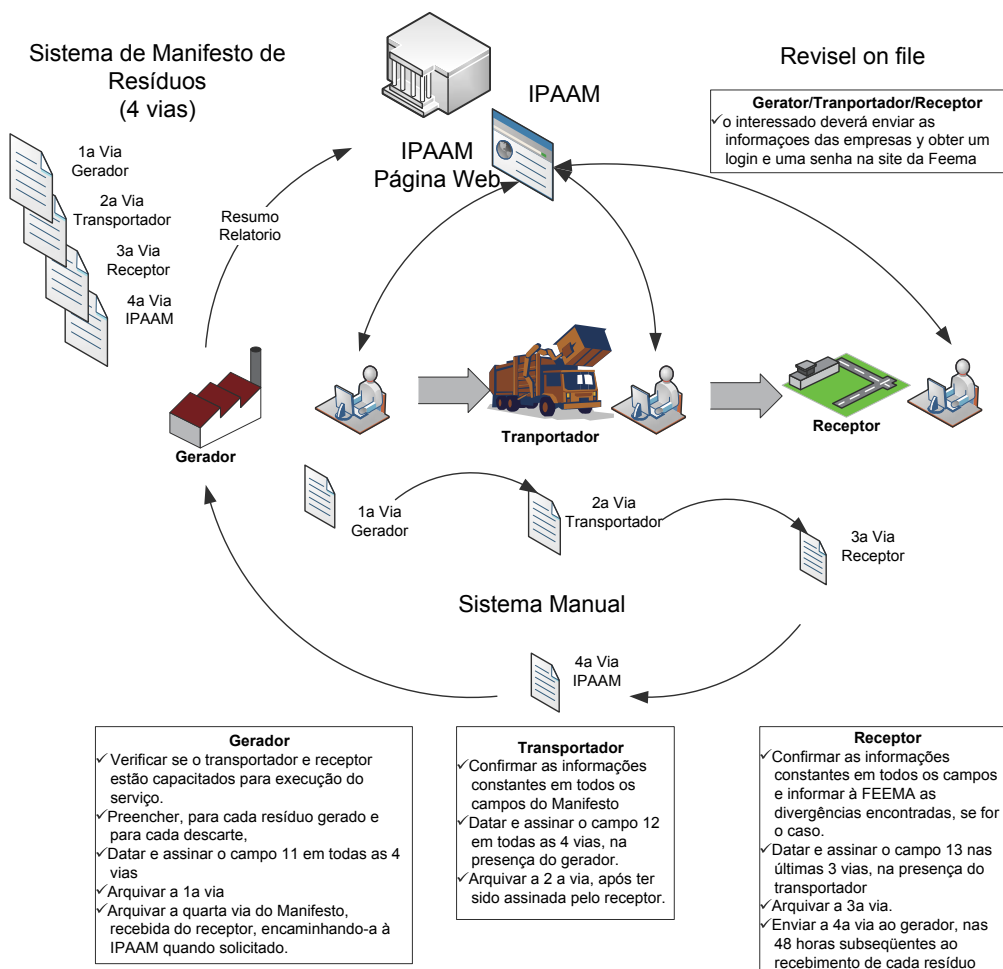 Sistema de Manifesto de
Resíduos
(4 vias)
1a Via
Gerador
2a Via
Transportador
3a Via
Receptor
4a Via
IPAAM
Resumo
Relatorio
IPAAM
IPAAM
Página Web
Revisel on file
Gerator/Tranportador/Receptor
✓o interessado deverá enviar as
informaçoes das empresas y obter um
login e uma senha na site da Feema
Gerador
Tranportador
Receptor
1a Via
Gerador
2a Via
Transportador
3a Via
Receptor
Sistema Manual
4a Via
IPAAM
Gerador
✓Verificar se o transportador e receptor
estão capacitados para execução do
serviço.
✓Preencher, para cada resíduo gerado e
para cada descarte,
✓Datar e assinar o campo 11 em todas as 4
vias
✓Arquivar a 1a via
✓Arquivar a quarta via do Manifesto,
recebida do receptor, encaminhando-a à
IPAAM quando solicitado.
Transportador
✓Confirmar as informações
constantes em todos os
campos do Manifesto
✓Datar e assinar o campo 12
em todas as 4 vias, na
presença do gerador.
✓Arquivar a 2 a via, após ter
sido assinada pelo receptor.
Receptor
✓Confirmar as informações
constantes em todos os campos
e informar à FEEMA as
divergências encontradas, se for
o caso.
✓Datar e assinar o campo 13 nas
últimas 3 vias, na presença do
transportador
✓Arquivar a 3a via.
✓Enviar a 4a via ao gerador, nas
48 horas subseqüentes ao
recebimento de cada resíduo